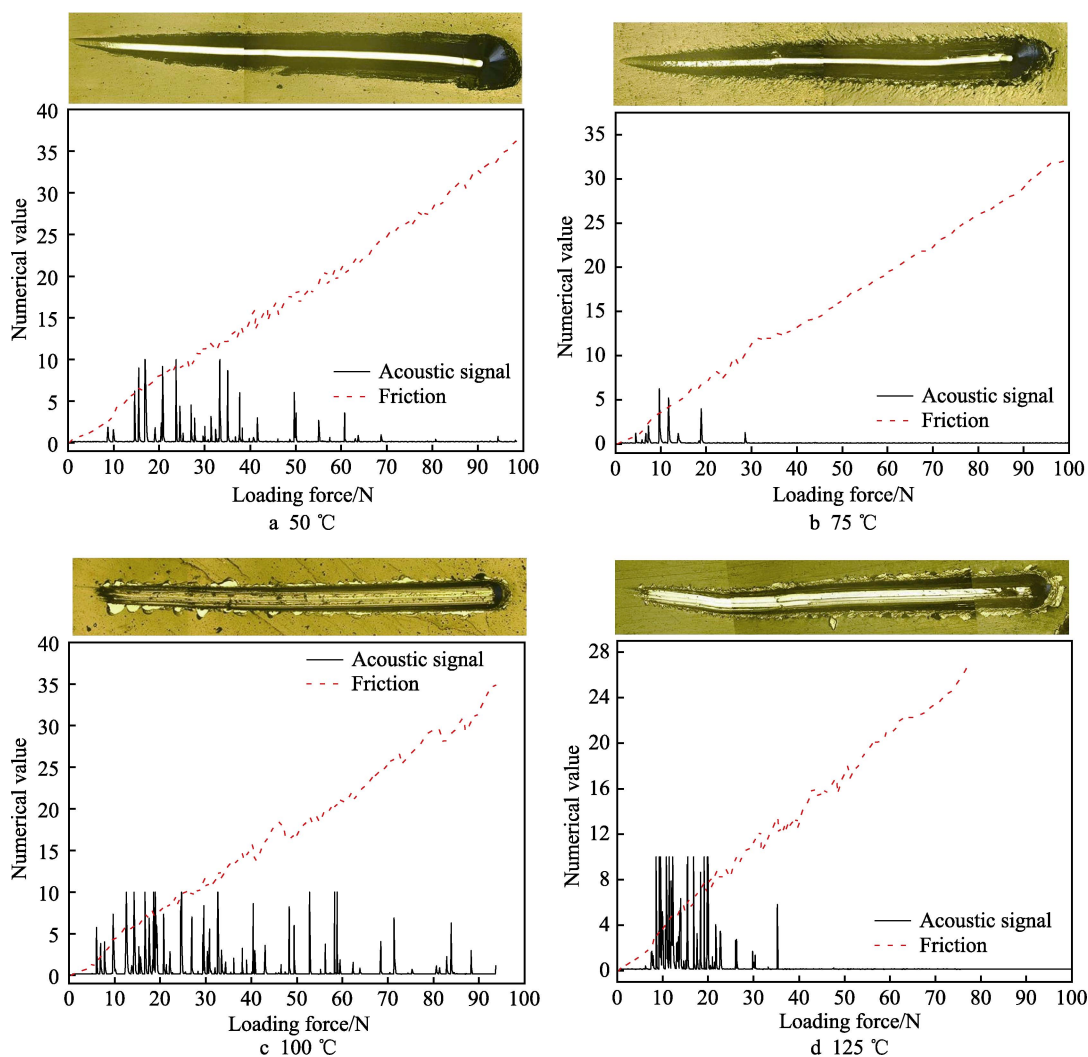 40
35
30
25
20
15
10
5
0
Numerical value
Acoustic signal
Friction
0 10 20 30 40 50 60 70 80 90 100
Loading force/N
a 50 ℃
35
30
25
20
15
10
5
0
Numerical value
Acoustic signal
Friction
0 10 20 30 40 50 60 70 80 90 100
Loading force/N
b 75 ℃
40
35
30
25
20
15
10
5
0
Numerical value
Acoustic signal
Friction
0 10 20 30 40 50 60 70 80 90 100
Loading force/N
c 100 ℃
28
24
20
16
12
8
4
0
Numerical value
Acoustic signal
Friction
0 10 20 30 40 50 60 70 80 90 100
Loading force/N
d 125 ℃